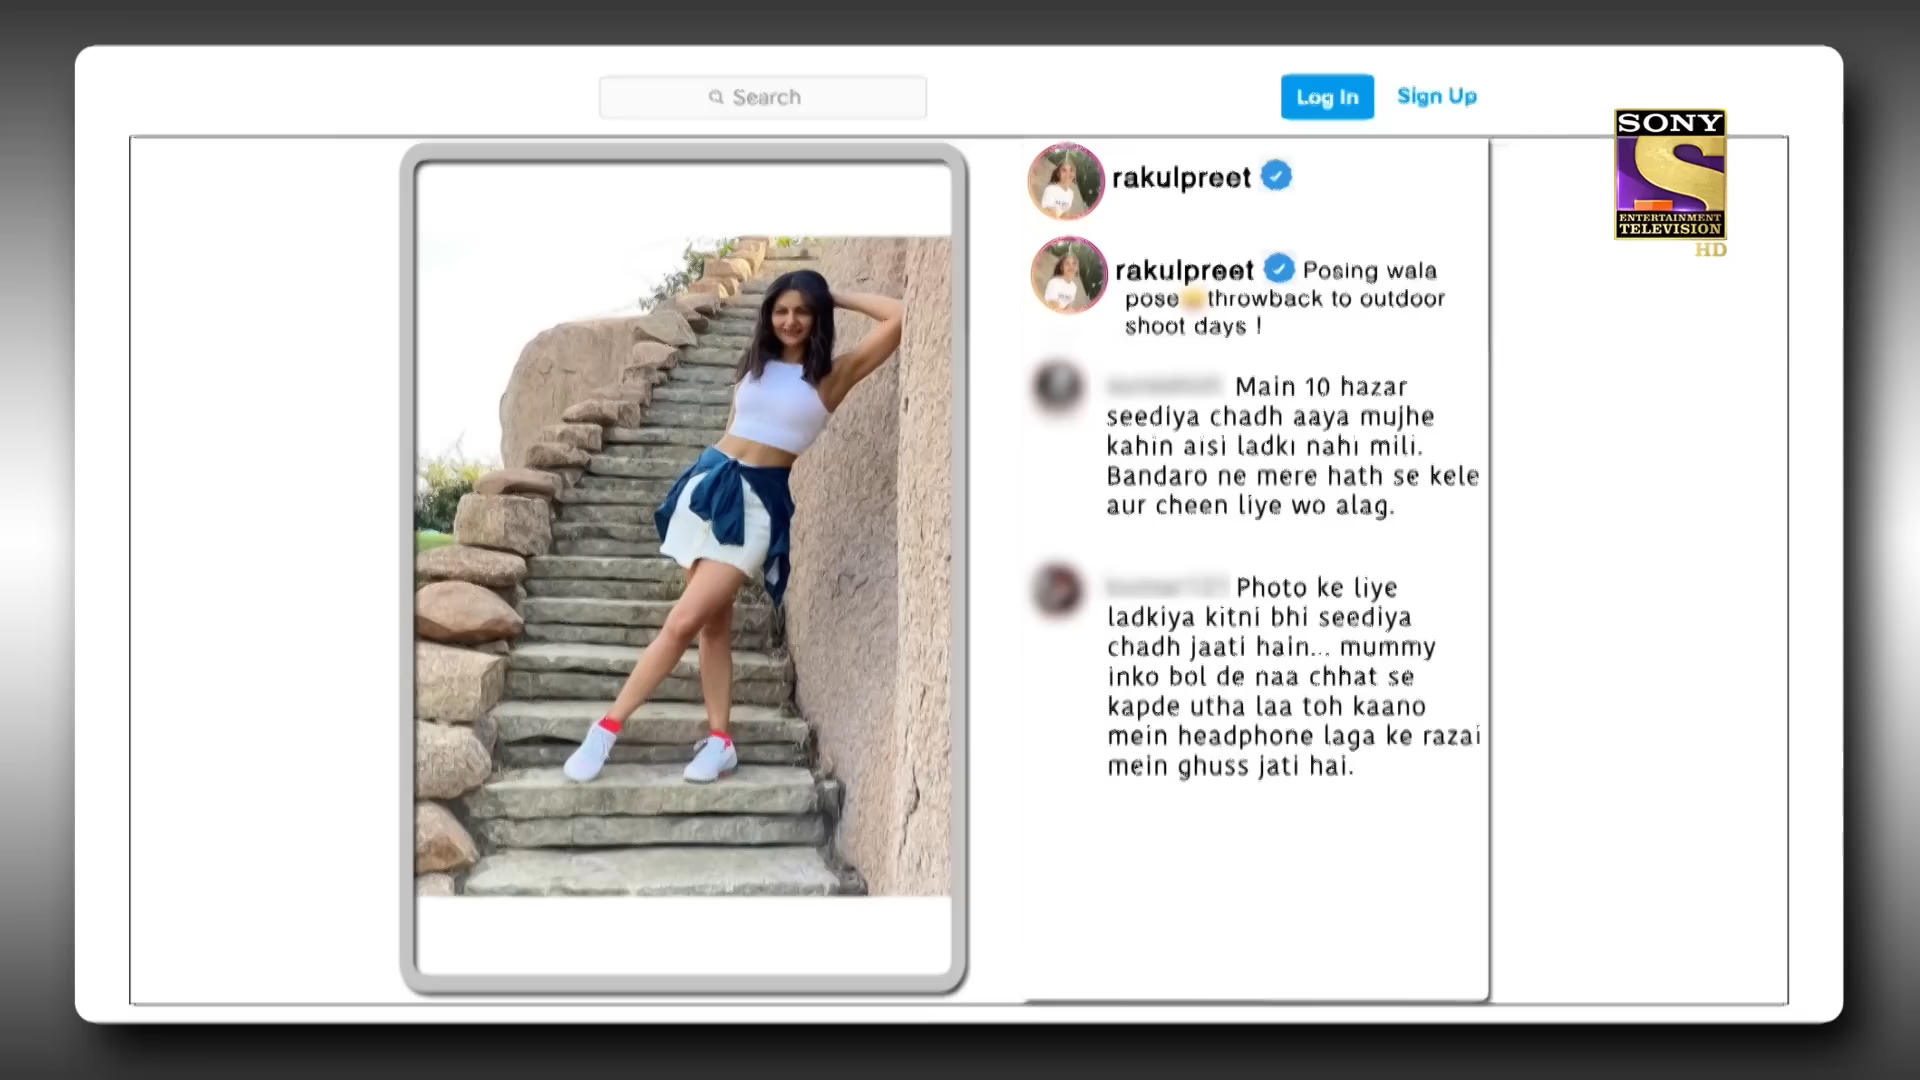 Search
Log In
Sign Up
SONY
ENTERTAINMENT
TELEVISION
HD
rakulpreet
rakulpreet Posing wala
pose throwback to outdoor
shoot days !
Main 10 hazar
seediya chadh aaya mujhe
kahin aisi ladki nahi mili.
Bandaro ne mere hath se kele
aur cheen liye wo alag.
Photo ke liye
ladkiya kitni bhi seediya
chadh jaati hain... mummy
inko bol de naa chhat se
kapde utha laa toh kaano
mein headphone laga ke razai
mein ghuss jati hai.